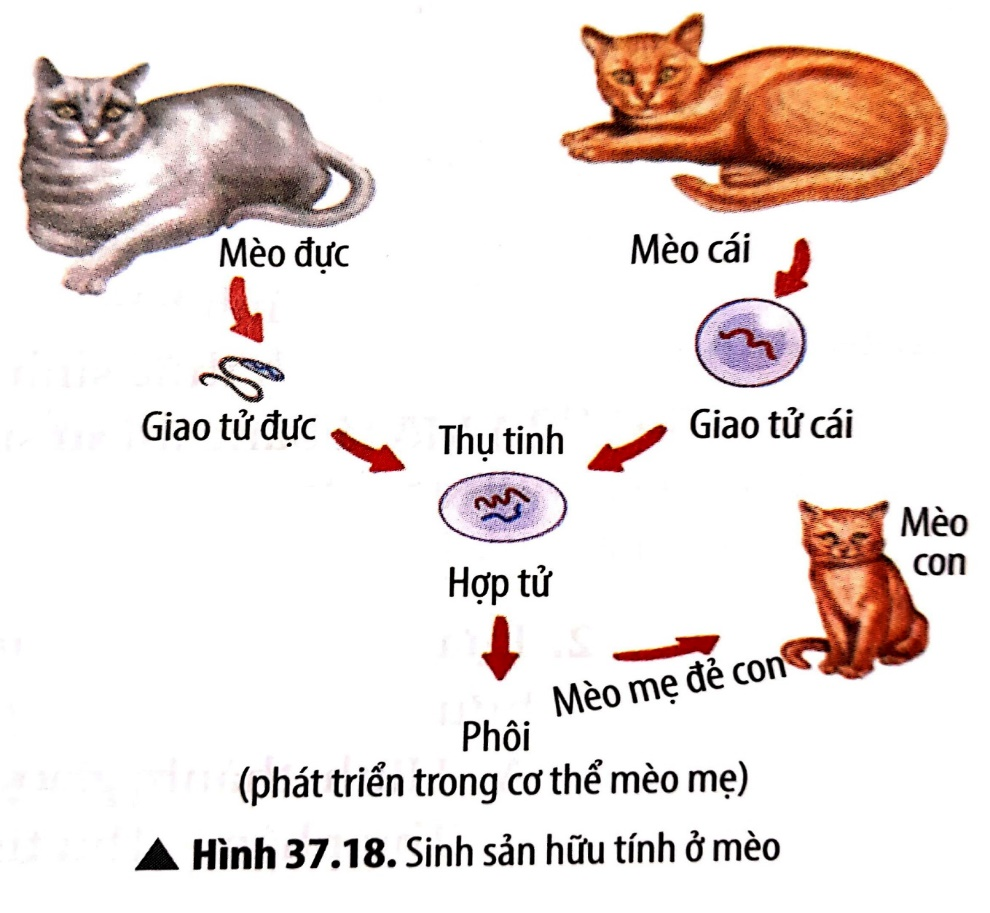 Mèo đực
Mèo cái
Giao tử đực
Giao tử cái
Thụ tinh
Hợp tử
Mèo
con
Mèo mẹ đẻ con
Phôi
(phát triển trong cơ thể mèo mẹ)
▲ Hình 37.18. Sinh sản hữu tính ở mèo